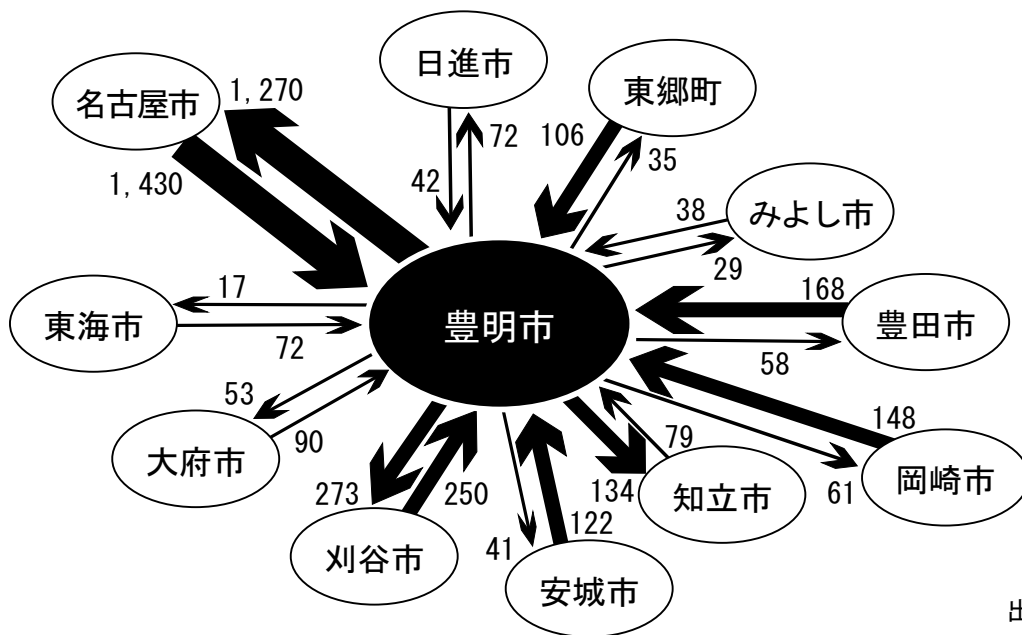 日進市
東郷町
名古屋市
1,270
1,430
72
42
106
35
38
みよし市
29
168
豊田市
58
豊明市
17
東海市
72
53
大府市
90
273
250
刈谷市
41
122
安城市
134
79
知立市
148
61
岡崎市
出